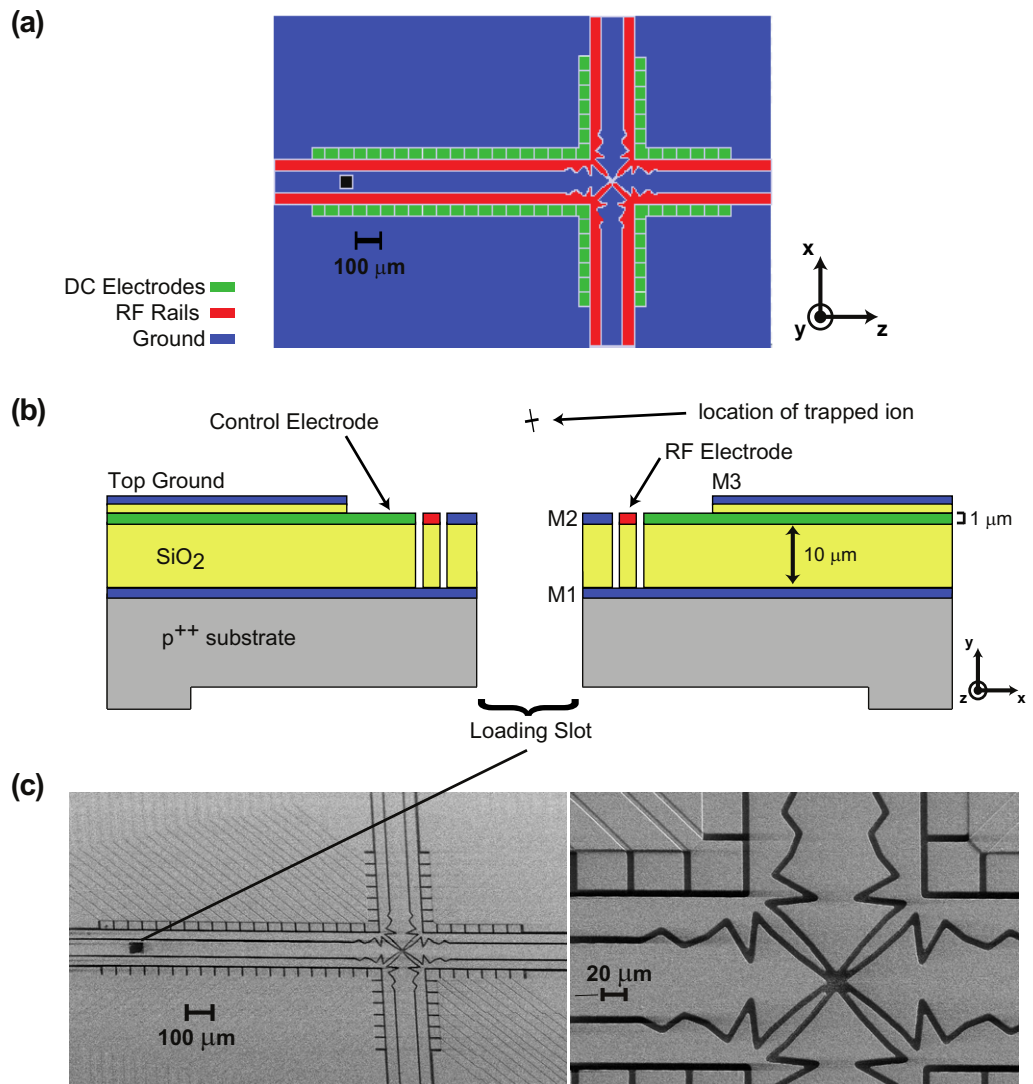 (a)
100 μm
DC Electrodes
RF Rails
Ground
x
y
z
(b)
location of trapped ion
Control Electrode
RF Electrode
Top Ground
M3
M2
1 μm
SiO2
10 μm
M1
p++ substrate
y
z
x
Loading Slot
(c)
20 μm
100 μm